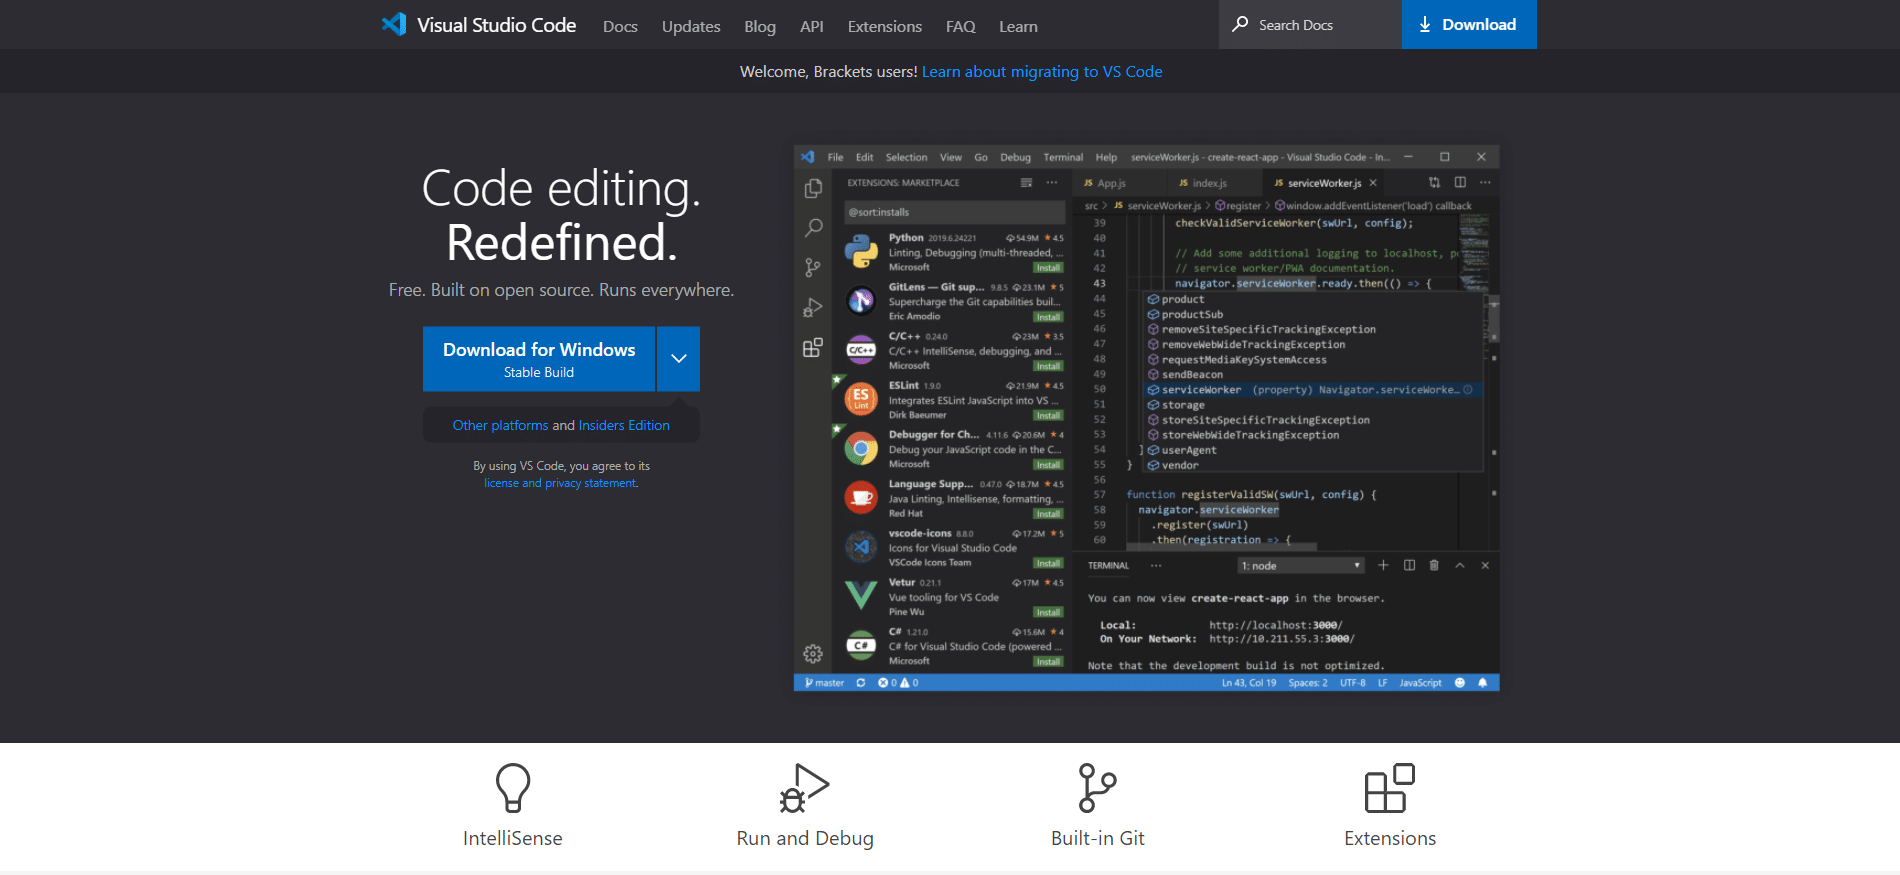 Visual Studio Code
Docs
Updates
Blog
API
Extensions
FAQ
Learn
Search Docs
Download
Welcome, Brackets users! Learn about migrating to VS Code
Code editing.
Redefined.
Free. Built on open source. Runs everywhere.
Download for Windows
Stable Build
Other platforms and Insiders Edition
By using VS Code, you agree to its
license and privacy statement.
File Edit Selection View Go Debug Terminal Help serviceWorker.js - create-react-app - Visual Studio Code - In...
EXTENSIONS: MARKETPLACE
@sort:installs
Python 2019.6.24221 54.9M 4.5
Linting, Debugging (multi-threaded, ...
Microsoft Install
GitLens — Git sup... 9.8.5 23.1M 5
Supercharge the Git capabilities buil...
Eric Amodio Install
C/C++ 0.24.0 23M 3.5
C/C++ C/C++ IntelliSense, debugging, and ...
Microsoft Install
ESLint 1.9.0 21.9M 4.5
ES Lint
Integrates ESLint JavaScript into VS ...
Dirk Baeumer Install
Debugger for Ch... 4.11.6 20.6M 4
Debug your JavaScript code in the C...
Microsoft Install
Language Supp... 0.47.0 18.7M 4.5
Java Linting, Intellisense, formatting, ...
Red Hat Install
vscode-icons 8.8.0 17.2M 5
Icons for Visual Studio Code
VSCode Icons Team Install
Vetur 0.21.1 17M 4.5
Vue tooling for VS Code
Pine Wu Install
C# 1.21.0 15.6M 4
C# C# for Visual Studio Code (powered ...
Microsoft Install
JS App.js JS index.js JS serviceWorker.js
src > JS serviceWorker.js > register > window.addEventListener('load') callback
39 checkValidServiceWorker(swUrl, config);
40
41 // Add some additional logging to localhost, p
42 // service worker/PWA documentation.
43 navigator.serviceWorker.ready.then(() => {
44 product
45 productSub
46 removeSiteSpecificTrackingException
47 removeWebWideTrackingException
48 requestMediaKeySystemAccess
49 sendBeacon
50 serviceWorker (property) Navigator.serviceWorke...
51 storage
52 storeSiteSpecificTrackingException
53 storeWebWideTrackingException
54 } userAgent
55 } vendor
56
57 function registerValidSW(swUrl, config) {
58 navigator.serviceWorker
59 .register(swUrl)
60 .then(registration => {
TERMINAL ... 1: node
You can now view create-react-app in the browser.
Local: http://localhost:3000/
On Your Network: http://10.211.55.3:3000/
Note that the development build is not optimized.
master 0 0 Ln 43, Col 19 Spaces: 2 UTF-8 LF JavaScript
IntelliSense
Run and Debug
Built-in Git
Extensions